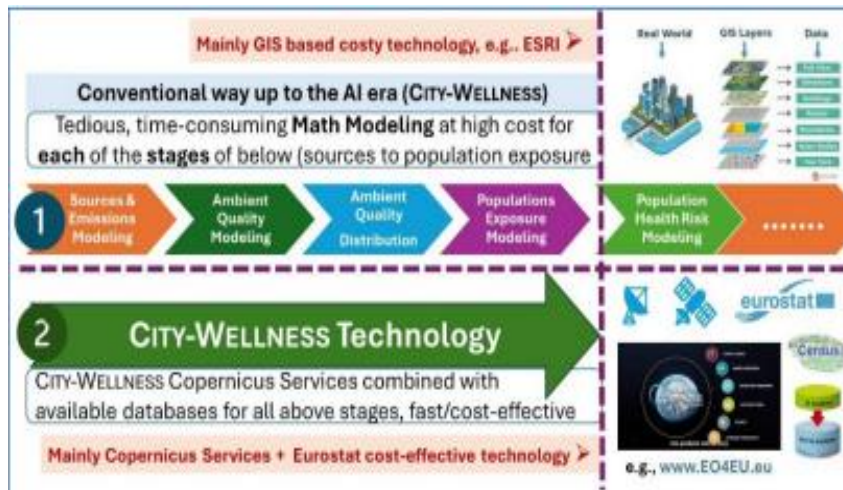 Mainly GIS based costy technology, e.g.. ESRI
Real World
GIS Layers
Data
Conventional way up to the AI era (CITY-WELLNESS)
Tedious, time-consuming Math Modeling at high cost for
each of the stages of below (sources to population exposure
1
Sources &
Emissions
Modeling
Ambient
Quality
Modeling
Ambient
Quality
Distribution
Populations
Exposure
Modeling
Population
Health Risk
Modeling
.......
2
CITY-WELLNESS Technology
eurostat
Census
CITY-WELLNESS Copernicus Services combined with
available databases for all above stages, fast/cost-effective
Mainly Copernicus Services + Eurostat cost-effective technology
e.g., www.EO4EU.eu